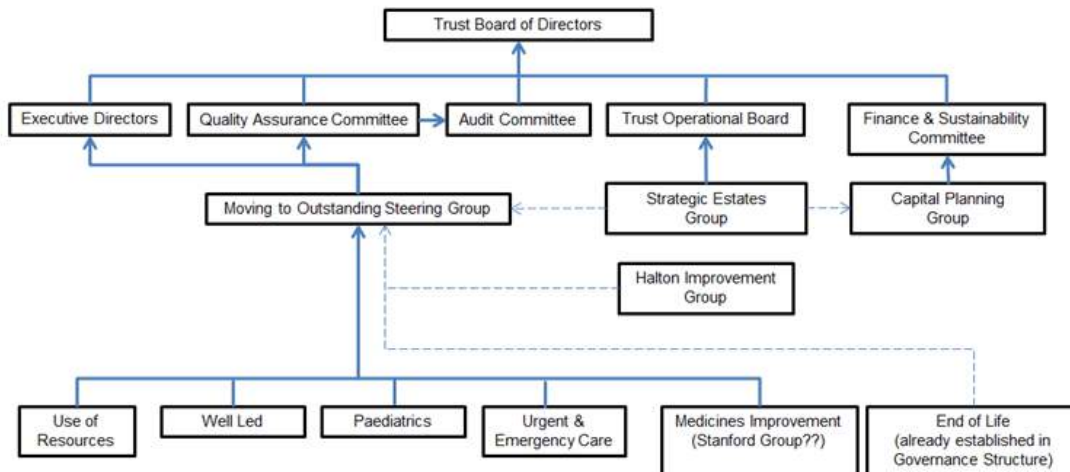 Trust Board of Directors
Executive Directors
Quality Assurance Committee
Audit Committee
Trust Operational Board
Finance & Sustainability
Committee
Moving to Outstanding Steering Group
Strategic Estates
Group
Capital Planning
Group
Halton Improvement
Group
Use of
Resources
Well Led
Paediatrics
Urgent &
Emergency Care
Medicines Improvement
(Stanford Group??)
End of Life
(already established in
Governance Structure)